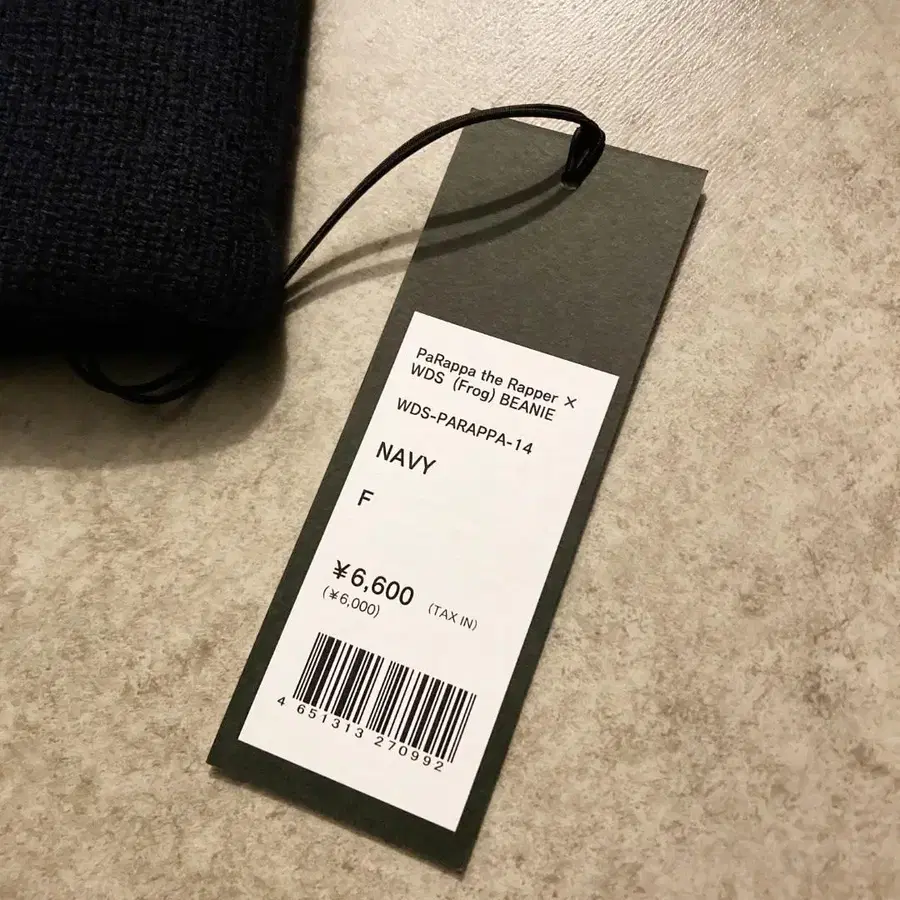 PaRappa the Rapper ×
WDS (Frog) BEANIE
WDS-PARAPPA-14
NAVY
F
¥6,600 (TAX IN)
(¥6,000)
4 651313 270992